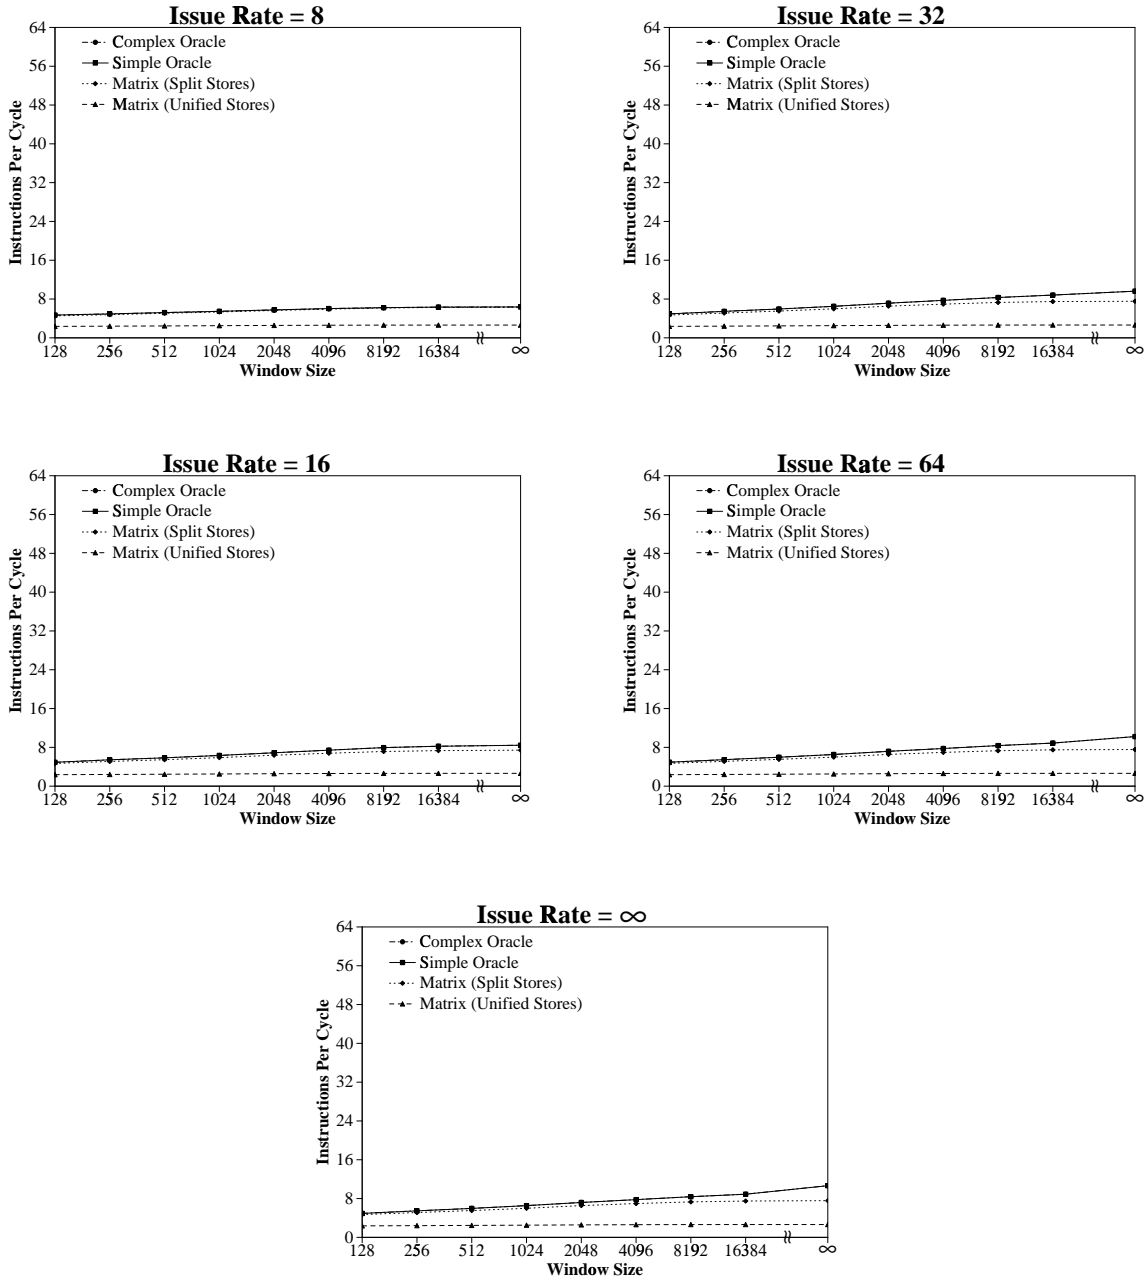 Issue Rate = 8
64
56
48
40
32
24
16
8
0
Instructions Per Cycle
Complex Oracle
Simple Oracle
Matrix (Split Stores)
Matrix (Unified Stores)
128 256 512 1024 2048 4096 8192 16384 ≈ ∞
Window Size
Issue Rate = 32
64
56
48
40
32
24
16
8
0
Instructions Per Cycle
Complex Oracle
Simple Oracle
Matrix (Split Stores)
Matrix (Unified Stores)
128 256 512 1024 2048 4096 8192 16384 ≈ ∞
Window Size
Issue Rate = 16
64
56
48
40
32
24
16
8
0
Instructions Per Cycle
Complex Oracle
Simple Oracle
Matrix (Split Stores)
Matrix (Unified Stores)
128 256 512 1024 2048 4096 8192 16384 ≈ ∞
Window Size
Issue Rate = 64
64
56
48
40
32
24
16
8
0
Instructions Per Cycle
Complex Oracle
Simple Oracle
Matrix (Split Stores)
Matrix (Unified Stores)
128 256 512 1024 2048 4096 8192 16384 ≈ ∞
Window Size
Issue Rate = ∞
64
56
48
40
32
24
16
8
0
Instructions Per Cycle
Complex Oracle
Simple Oracle
Matrix (Split Stores)
Matrix (Unified Stores)
128 256 512 1024 2048 4096 8192 16384 ≈ ∞
Window Size